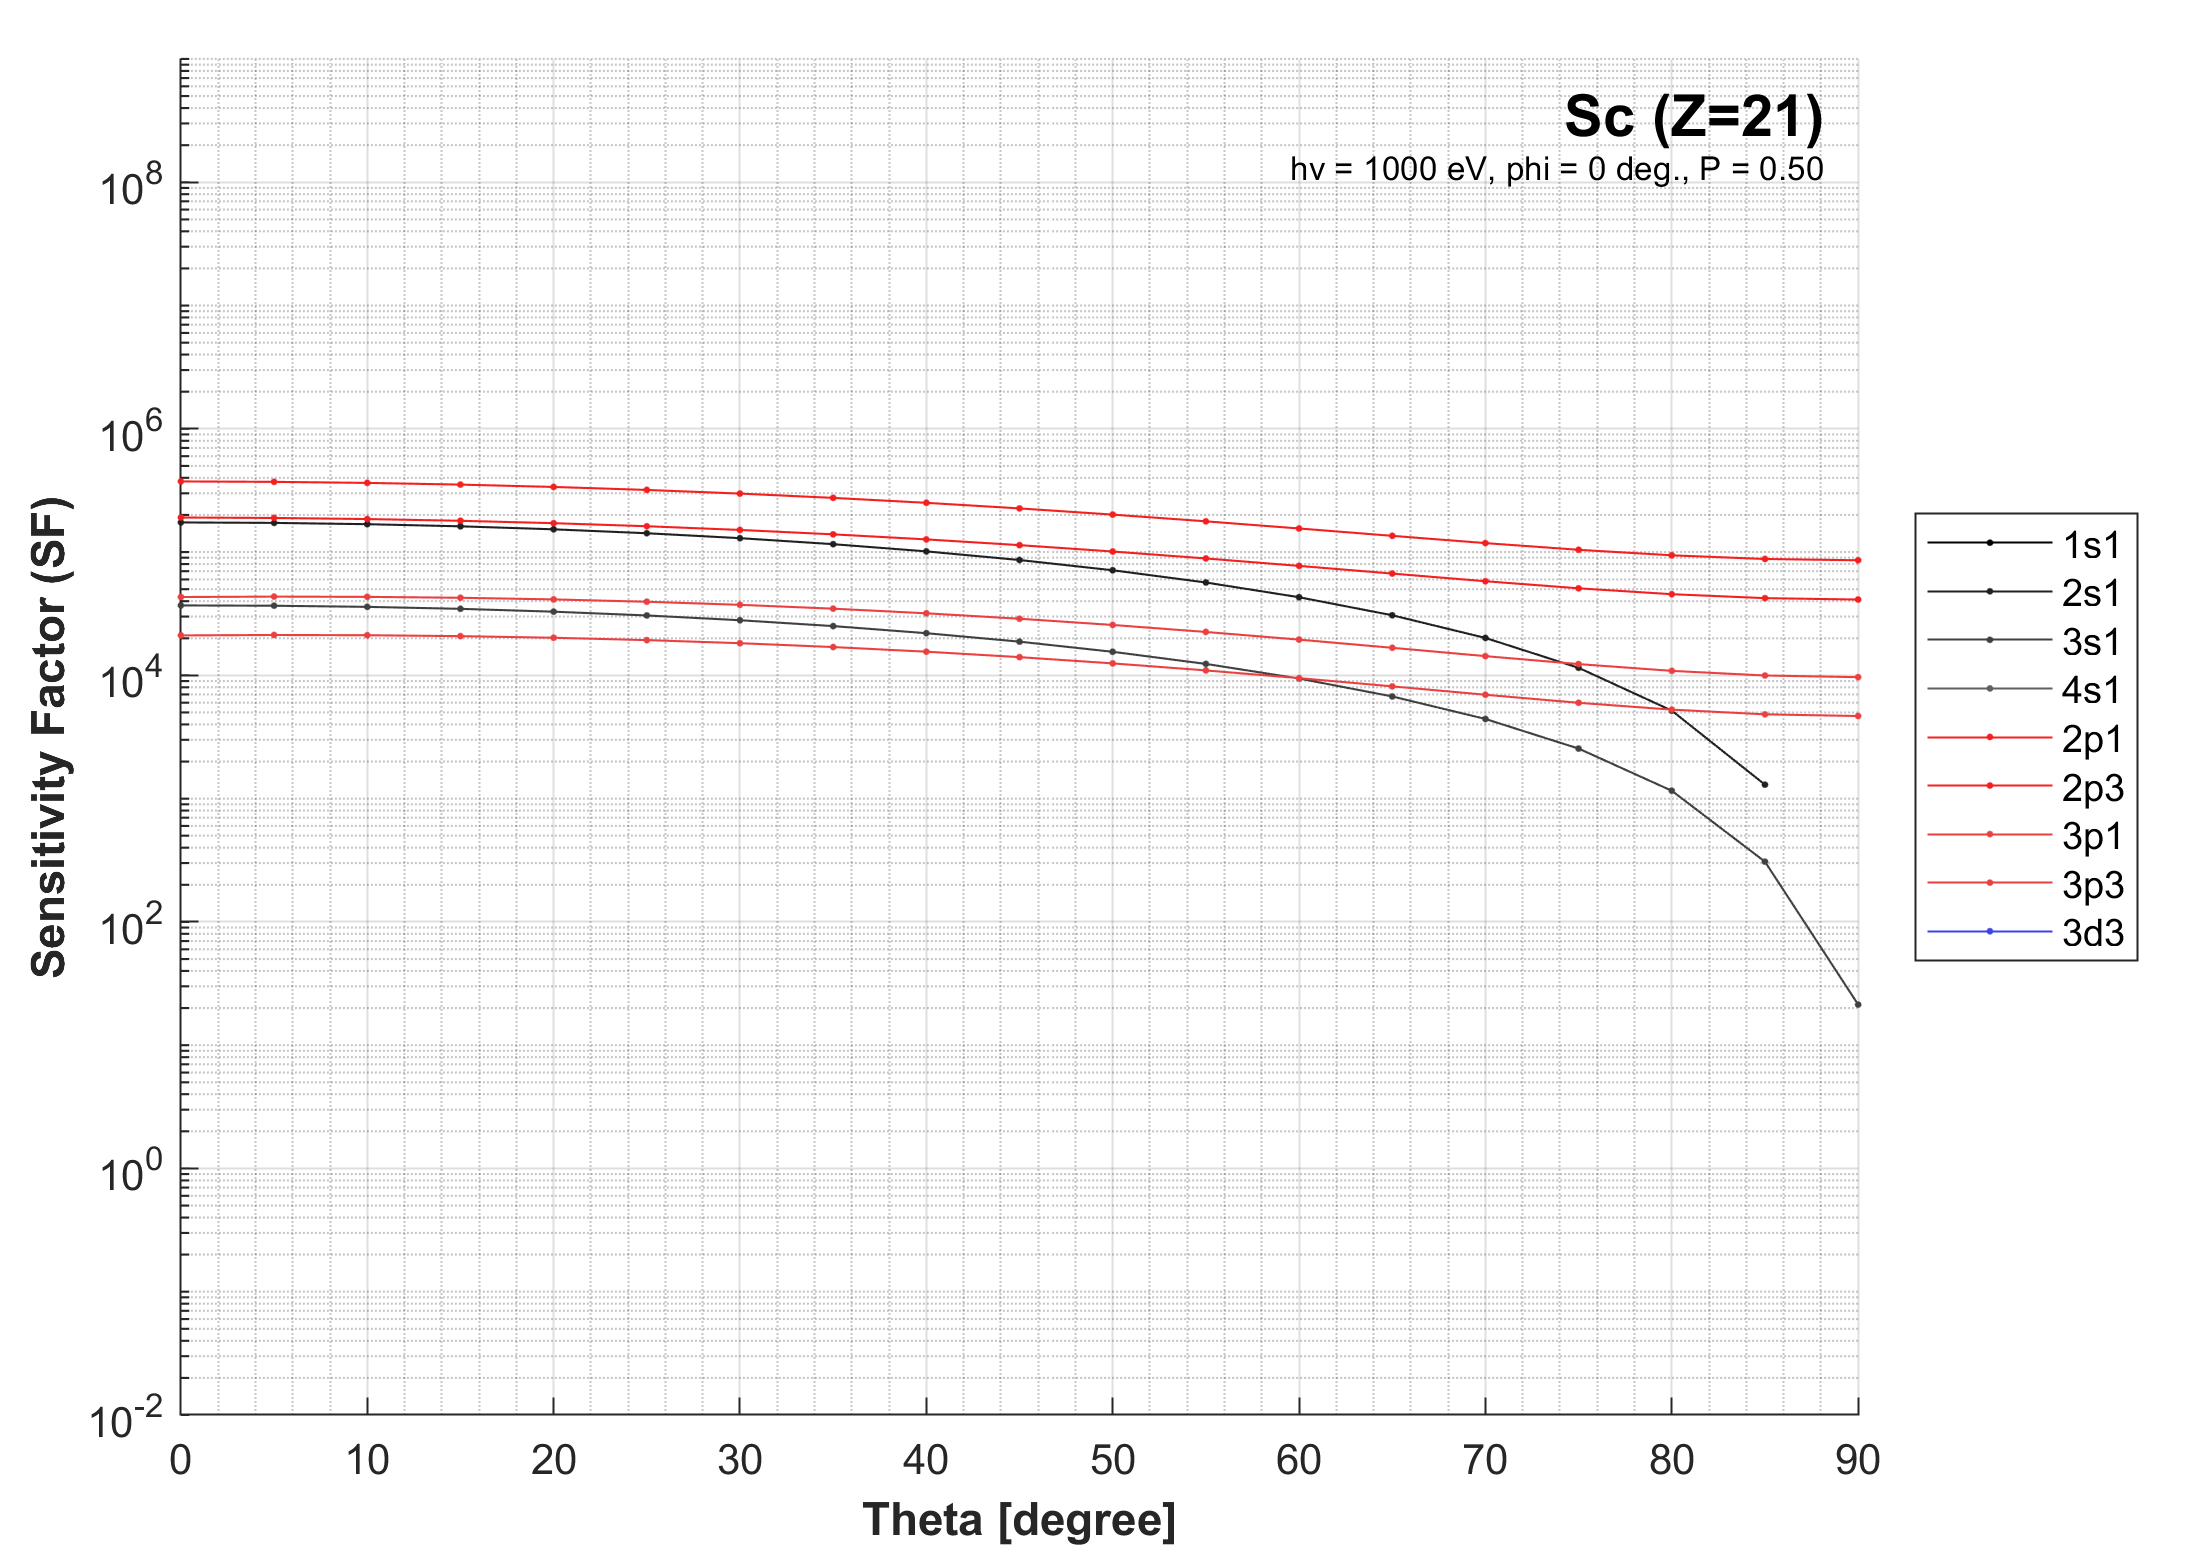 Sc (Z=21)
hv = 1000 eV, phi = 0 deg., P = 0.50
Sensitivity Factor (SF)
10^8
10^6
10^4
10^2
10^0
10^-2
0 10 20 30 40 50 60 70 80 90
Theta [degree]
1s1
2s1
3s1
4s1
2p1
2p3
3p1
3p3
3d3